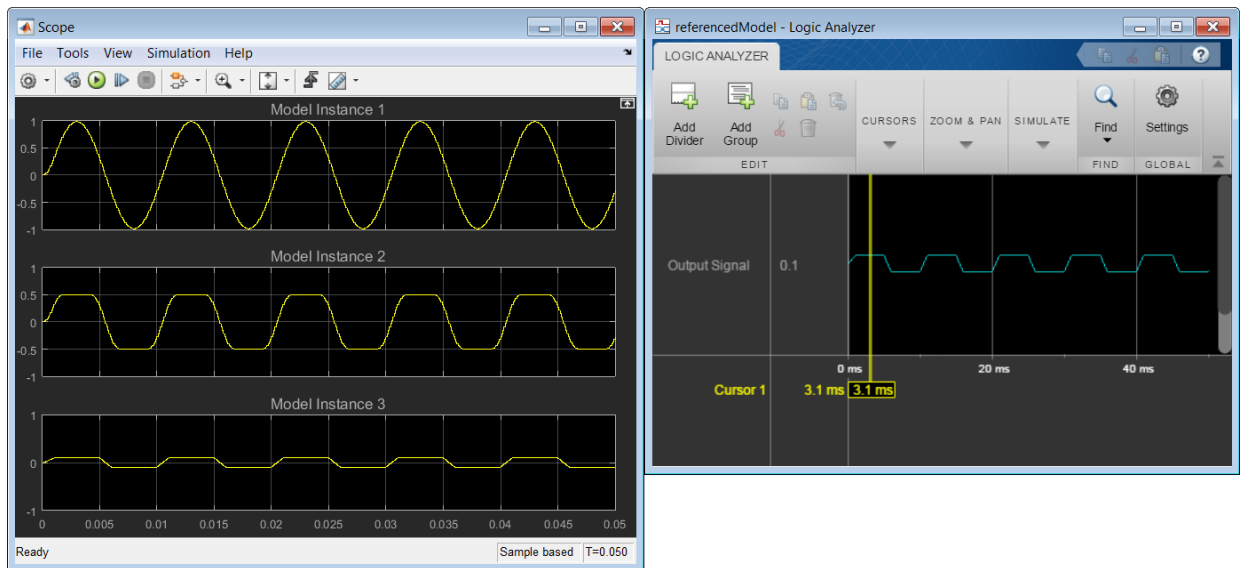 Scope
File Tools View Simulation Help
Model Instance 1
1
0.5
0
-0.5
-1
Model Instance 2
1
0.5
0
-0.5
-1
Model Instance 3
1
0
-1
0 0.005 0.01 0.015 0.02 0.025 0.03 0.035 0.04 0.045 0.05
Ready Sample based T=0.050
referencedModel - Logic Analyzer
LOGIC ANALYZER ?
Add Divider
Add Group
CURSORS ZOOM & PAN SIMULATE
Find Settings
EDIT FIND GLOBAL
Output Signal 0.1
0 ms 20 ms 40 ms
Cursor 1 3.1 ms 3.1 ms